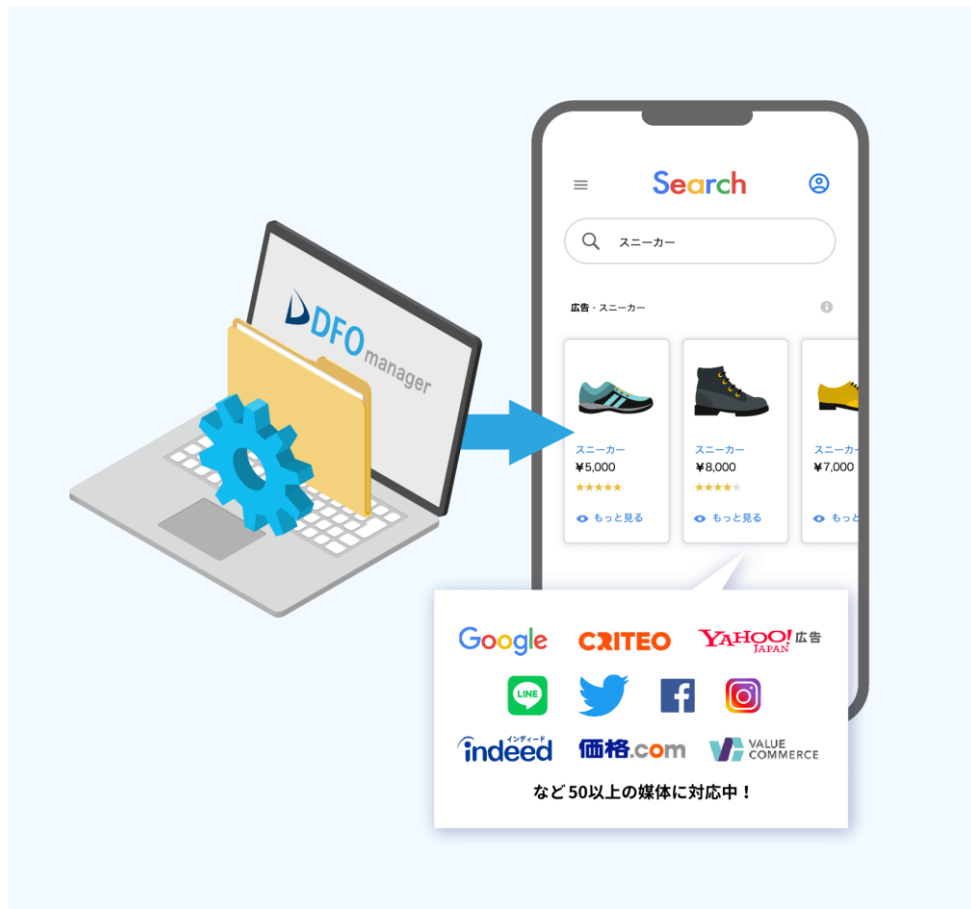 DFO manager
Search
スニーカー
広告・スニーカー
スニーカー スニーカー スニーカー
¥5,000 ¥8,000 ¥7,000
もっと見る もっと見る もっと
Google CRITEO YAHOO! JAPAN 広告
LINE
インディード
indeed 価格.com VALUE COMMERCE
など50以上の媒体に対応中！